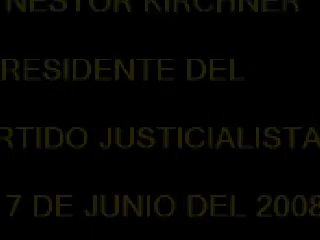 NESTOR KIRCHNER
RESIDENTE DEL
RTIDO JUSTICIALISTA
7 DE JUNIO DEL 2008